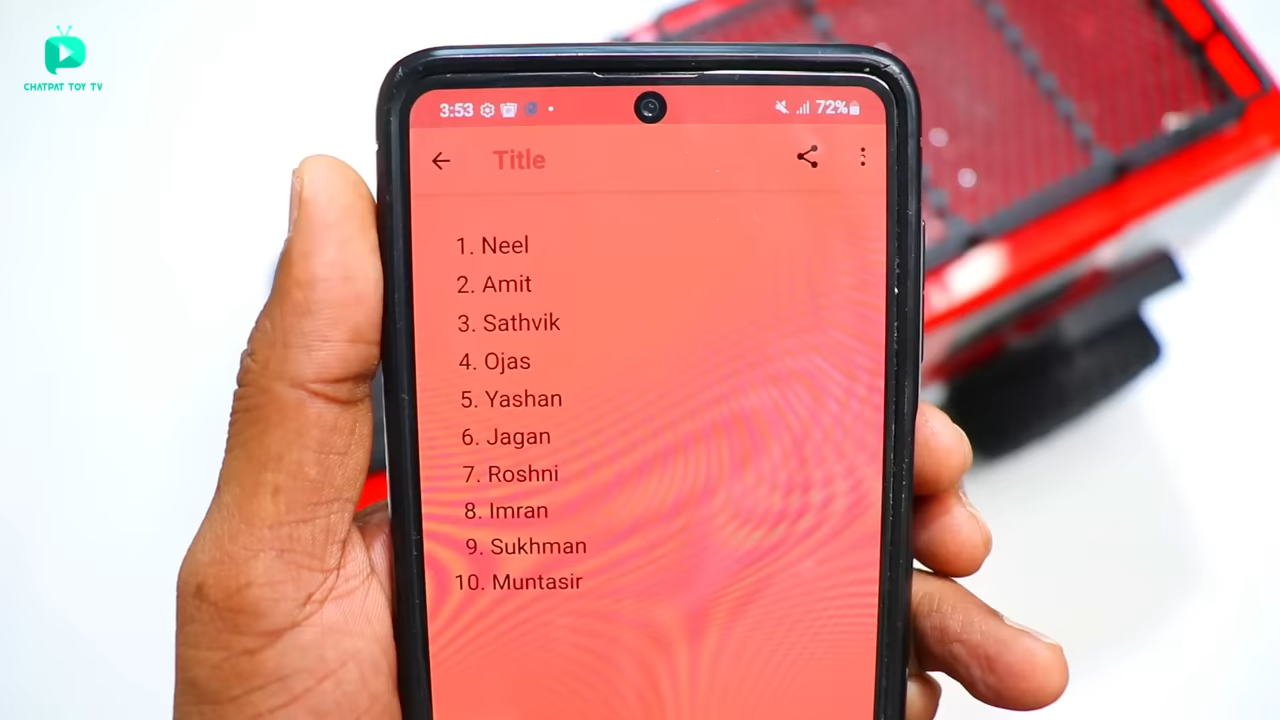 CHATPAT TOY TV
3:53 72%
Title
1. Neel
2. Amit
3. Sathvik
4. Ojas
5. Yashan
6. Jagan
7. Roshni
8. Imran
9. Sukhman
10. Muntasir